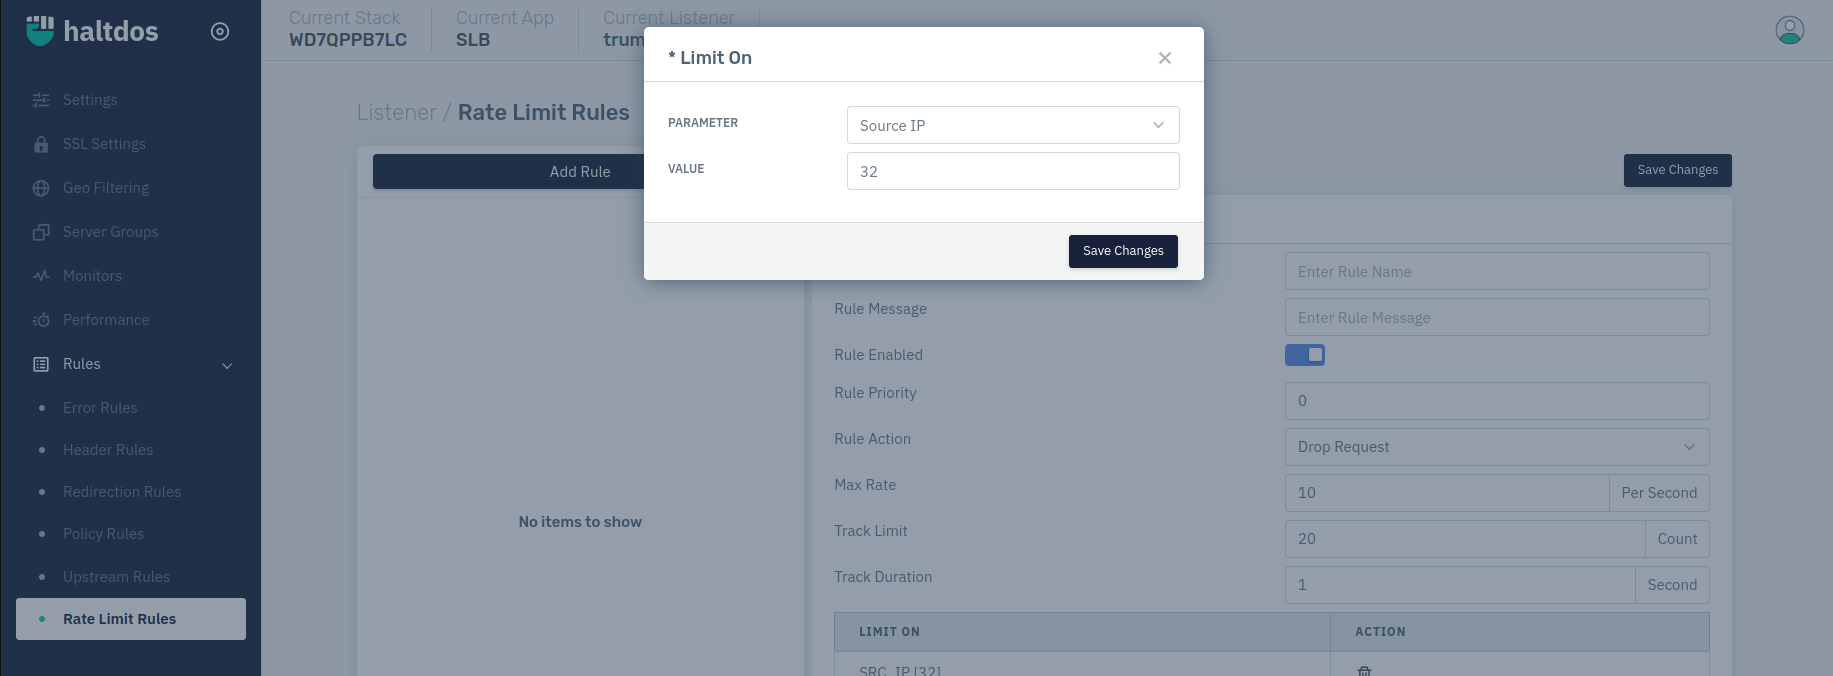 haltdos
Current Stack
WD7QPPB7LC
Current App
SLB
Current Listener
trum
Settings
SSL Settings
Geo Filtering
Server Groups
Monitors
Performance
Rules
Error Rules
Header Rules
Redirection Rules
Policy Rules
Upstream Rules
Rate Limit Rules
Listener / Rate Limit Rules
Add Rule
No items to show
* Limit On
PARAMETER
Source IP
VALUE
32
Save Changes
Save Changes
Enter Rule Name
Rule Message
Enter Rule Message
Rule Enabled
Rule Priority
0
Rule Action
Drop Request
Max Rate
10
Per Second
Track Limit
20
Count
Track Duration
1
Second
LIMIT ON
ACTION
SRC_IP [32]